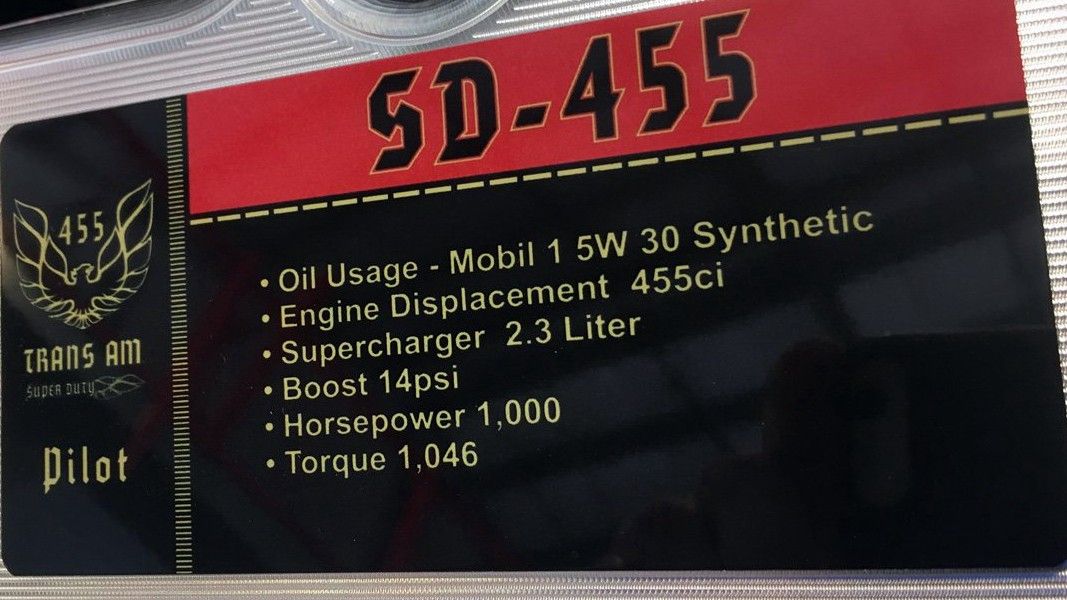 SD-455
455
TRANS AM
SUPER DUTY
Pilot
• Oil Usage - Mobil 1 5W 30 Synthetic
• Engine Displacement 455ci
• Supercharger 2.3 Liter
• Boost 14psi
• Horsepower 1,000
• Torque 1,046